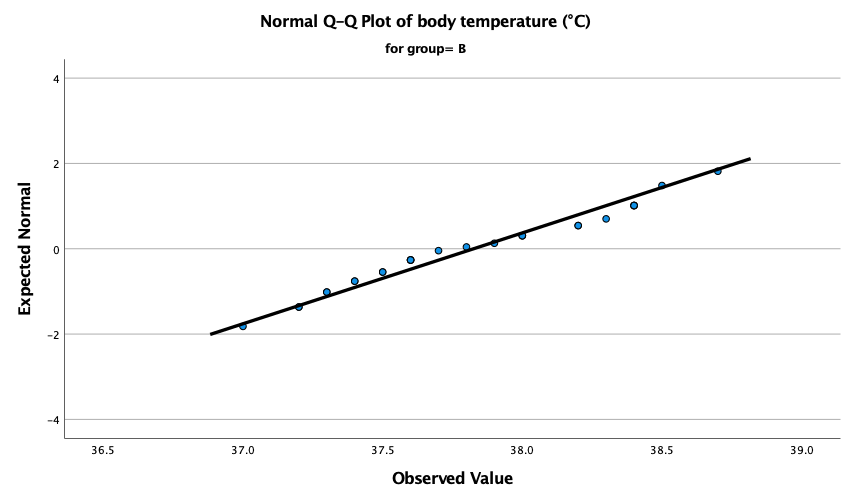 Normal Q-Q Plot of body temperature (°C)
for group= B
Expected Normal
4
2
0
-2
-4
36.5 37.0 37.5 38.0 38.5 39.0
Observed Value